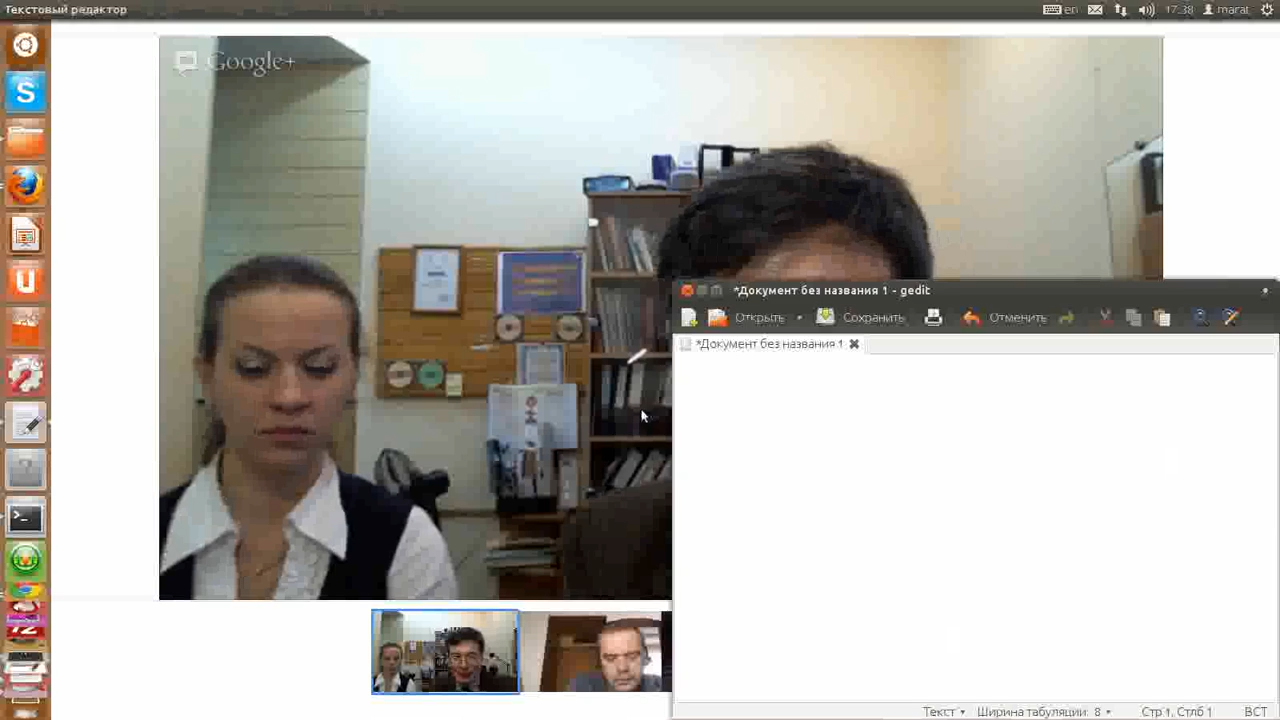 Текстовый редактор
en
17:38
marat
Google+
*Документ без названия 1 - gedit
Открыть
Сохранить
Отменить
*Документ без названия 1
Текст
Ширина табуляции: 8
Стр 1, Стлб 1
ВСТ